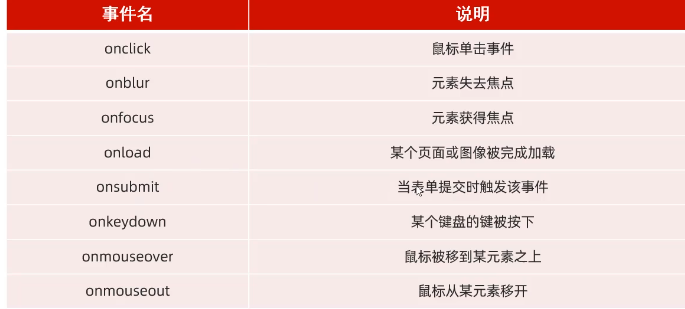 事件名 说明
onclick 鼠标单击事件
onblur 元素失去焦点
onfocus 元素获得焦点
onload 某个页面或图像被完成加载
onsubmit 当表单提交时触发该事件
onkeydown 某个键盘的键被按下
onmouseover 鼠标被移到某元素之上
onmouseout 鼠标从某元素移开